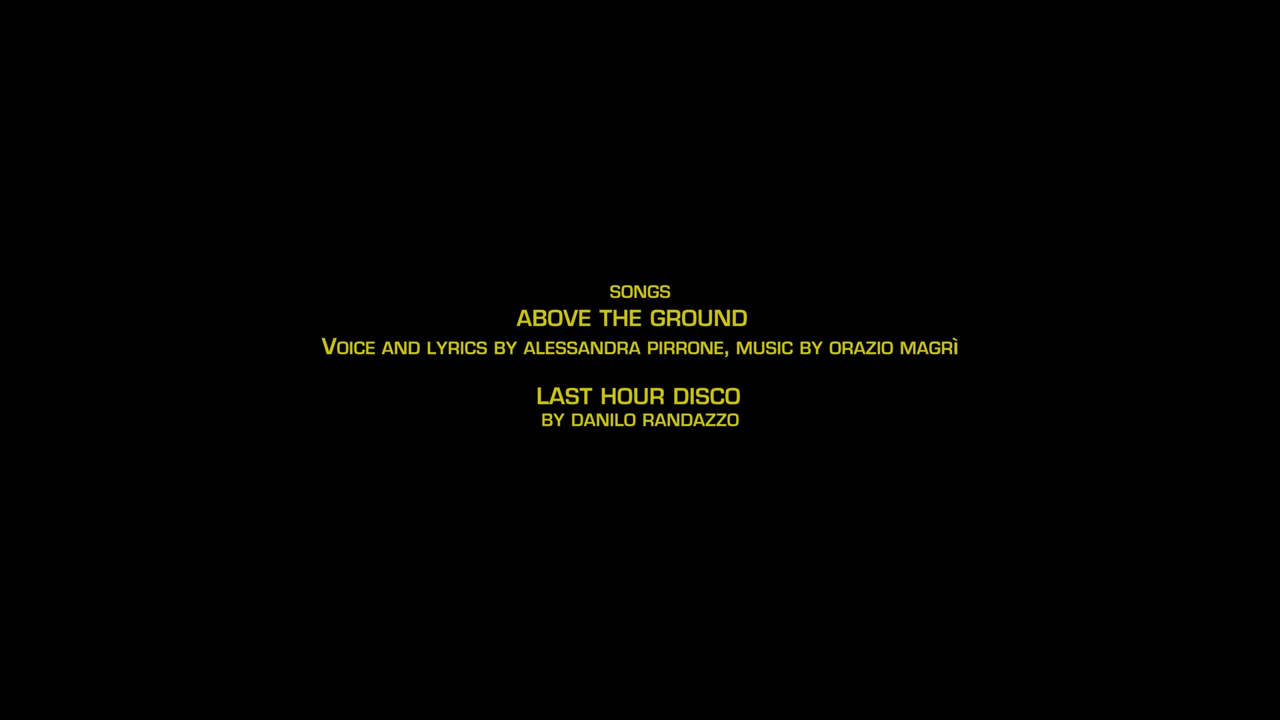 SONGS
ABOVE THE GROUND
VOICE AND LYRICS BY ALESSANDRA PIRRONE, MUSIC BY ORAZIO MAGRÌ
LAST HOUR DISCO
BY DANILO RANDAZZO